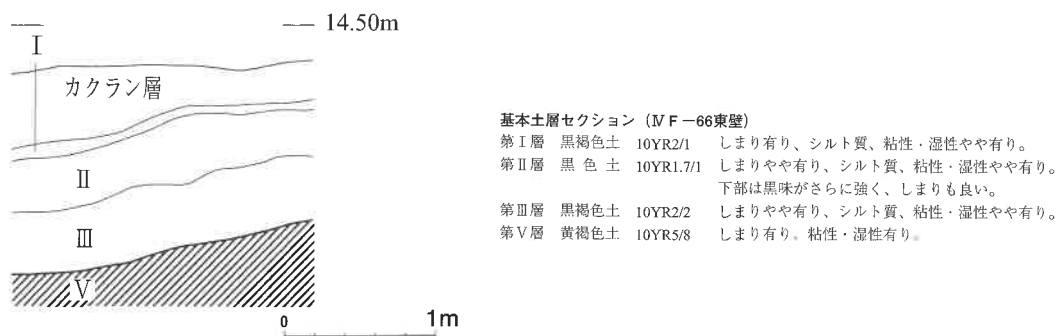 14.50m
Ⅰ
カクラン層
Ⅱ
Ⅲ
Ⅴ
0 1m
基本土層セクション（ⅣF－66東壁）
第Ⅰ層 黒褐色土 10YR2/1 しまり有り、シルト質、粘性・湿性やや有り。
第Ⅱ層 黒色土 10YR1.7/1 しまりやや有り、シルト質、粘性・湿性やや有り。
下部は黒味がさらに強く、しまりも良い。
第Ⅲ層 黒褐色土 10YR2/2 しまりやや有り、シルト質、粘性・湿性やや有り。
第Ⅴ層 黄褐色土 10YR5/8 しまり有り。粘性・湿性有り。